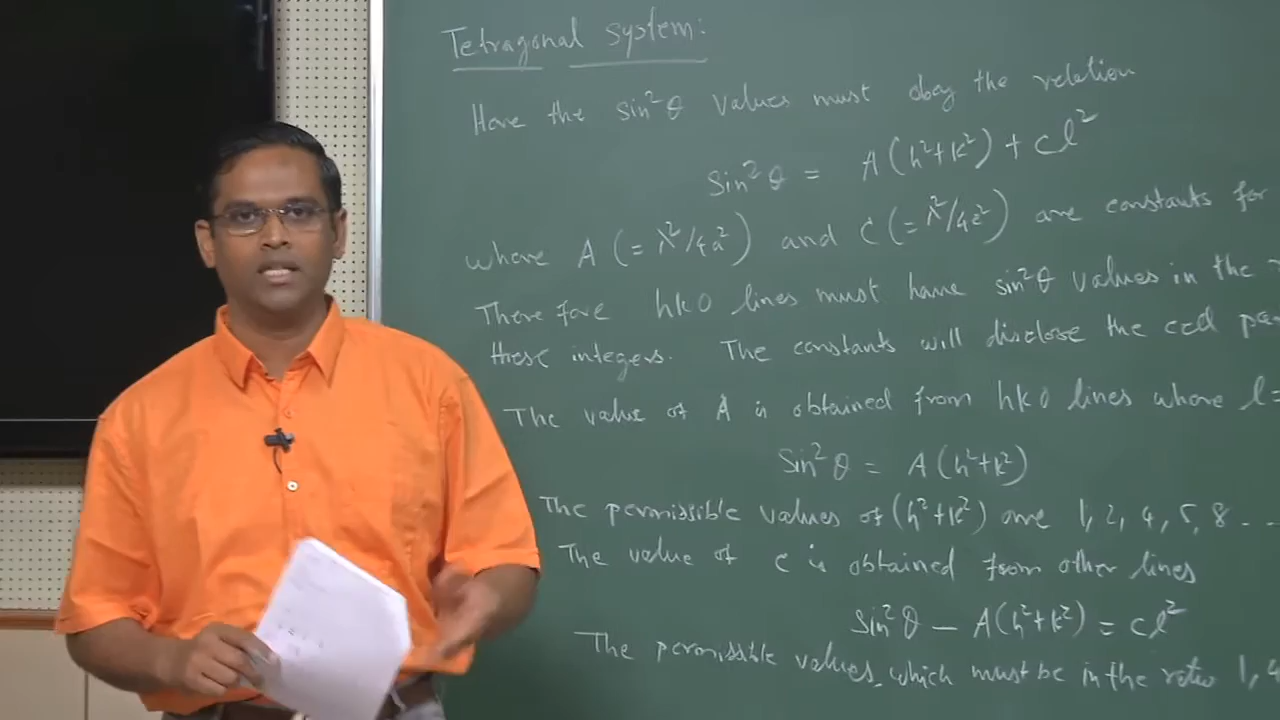 Tetragonal system:
Here the sin²θ values must obey the relation
sin²θ = A(h²+k²) + Cl²
where A (= λ²/4a²) and C (= λ²/4c²) are constants for
Therefore hk0 lines must have sin²θ values in the
these integers. The constants will disclose the cell
The value of A is obtained from hk0 lines where l=
Sin²θ = A(h²+k²)
The permissible values of (h²+k²) are 1, 2, 4, 5, 8 ...
The value of C is obtained from other lines
Sin²θ – A(h²+k²) = Cl²
The permissible values, which must be in the ratio 1, 4